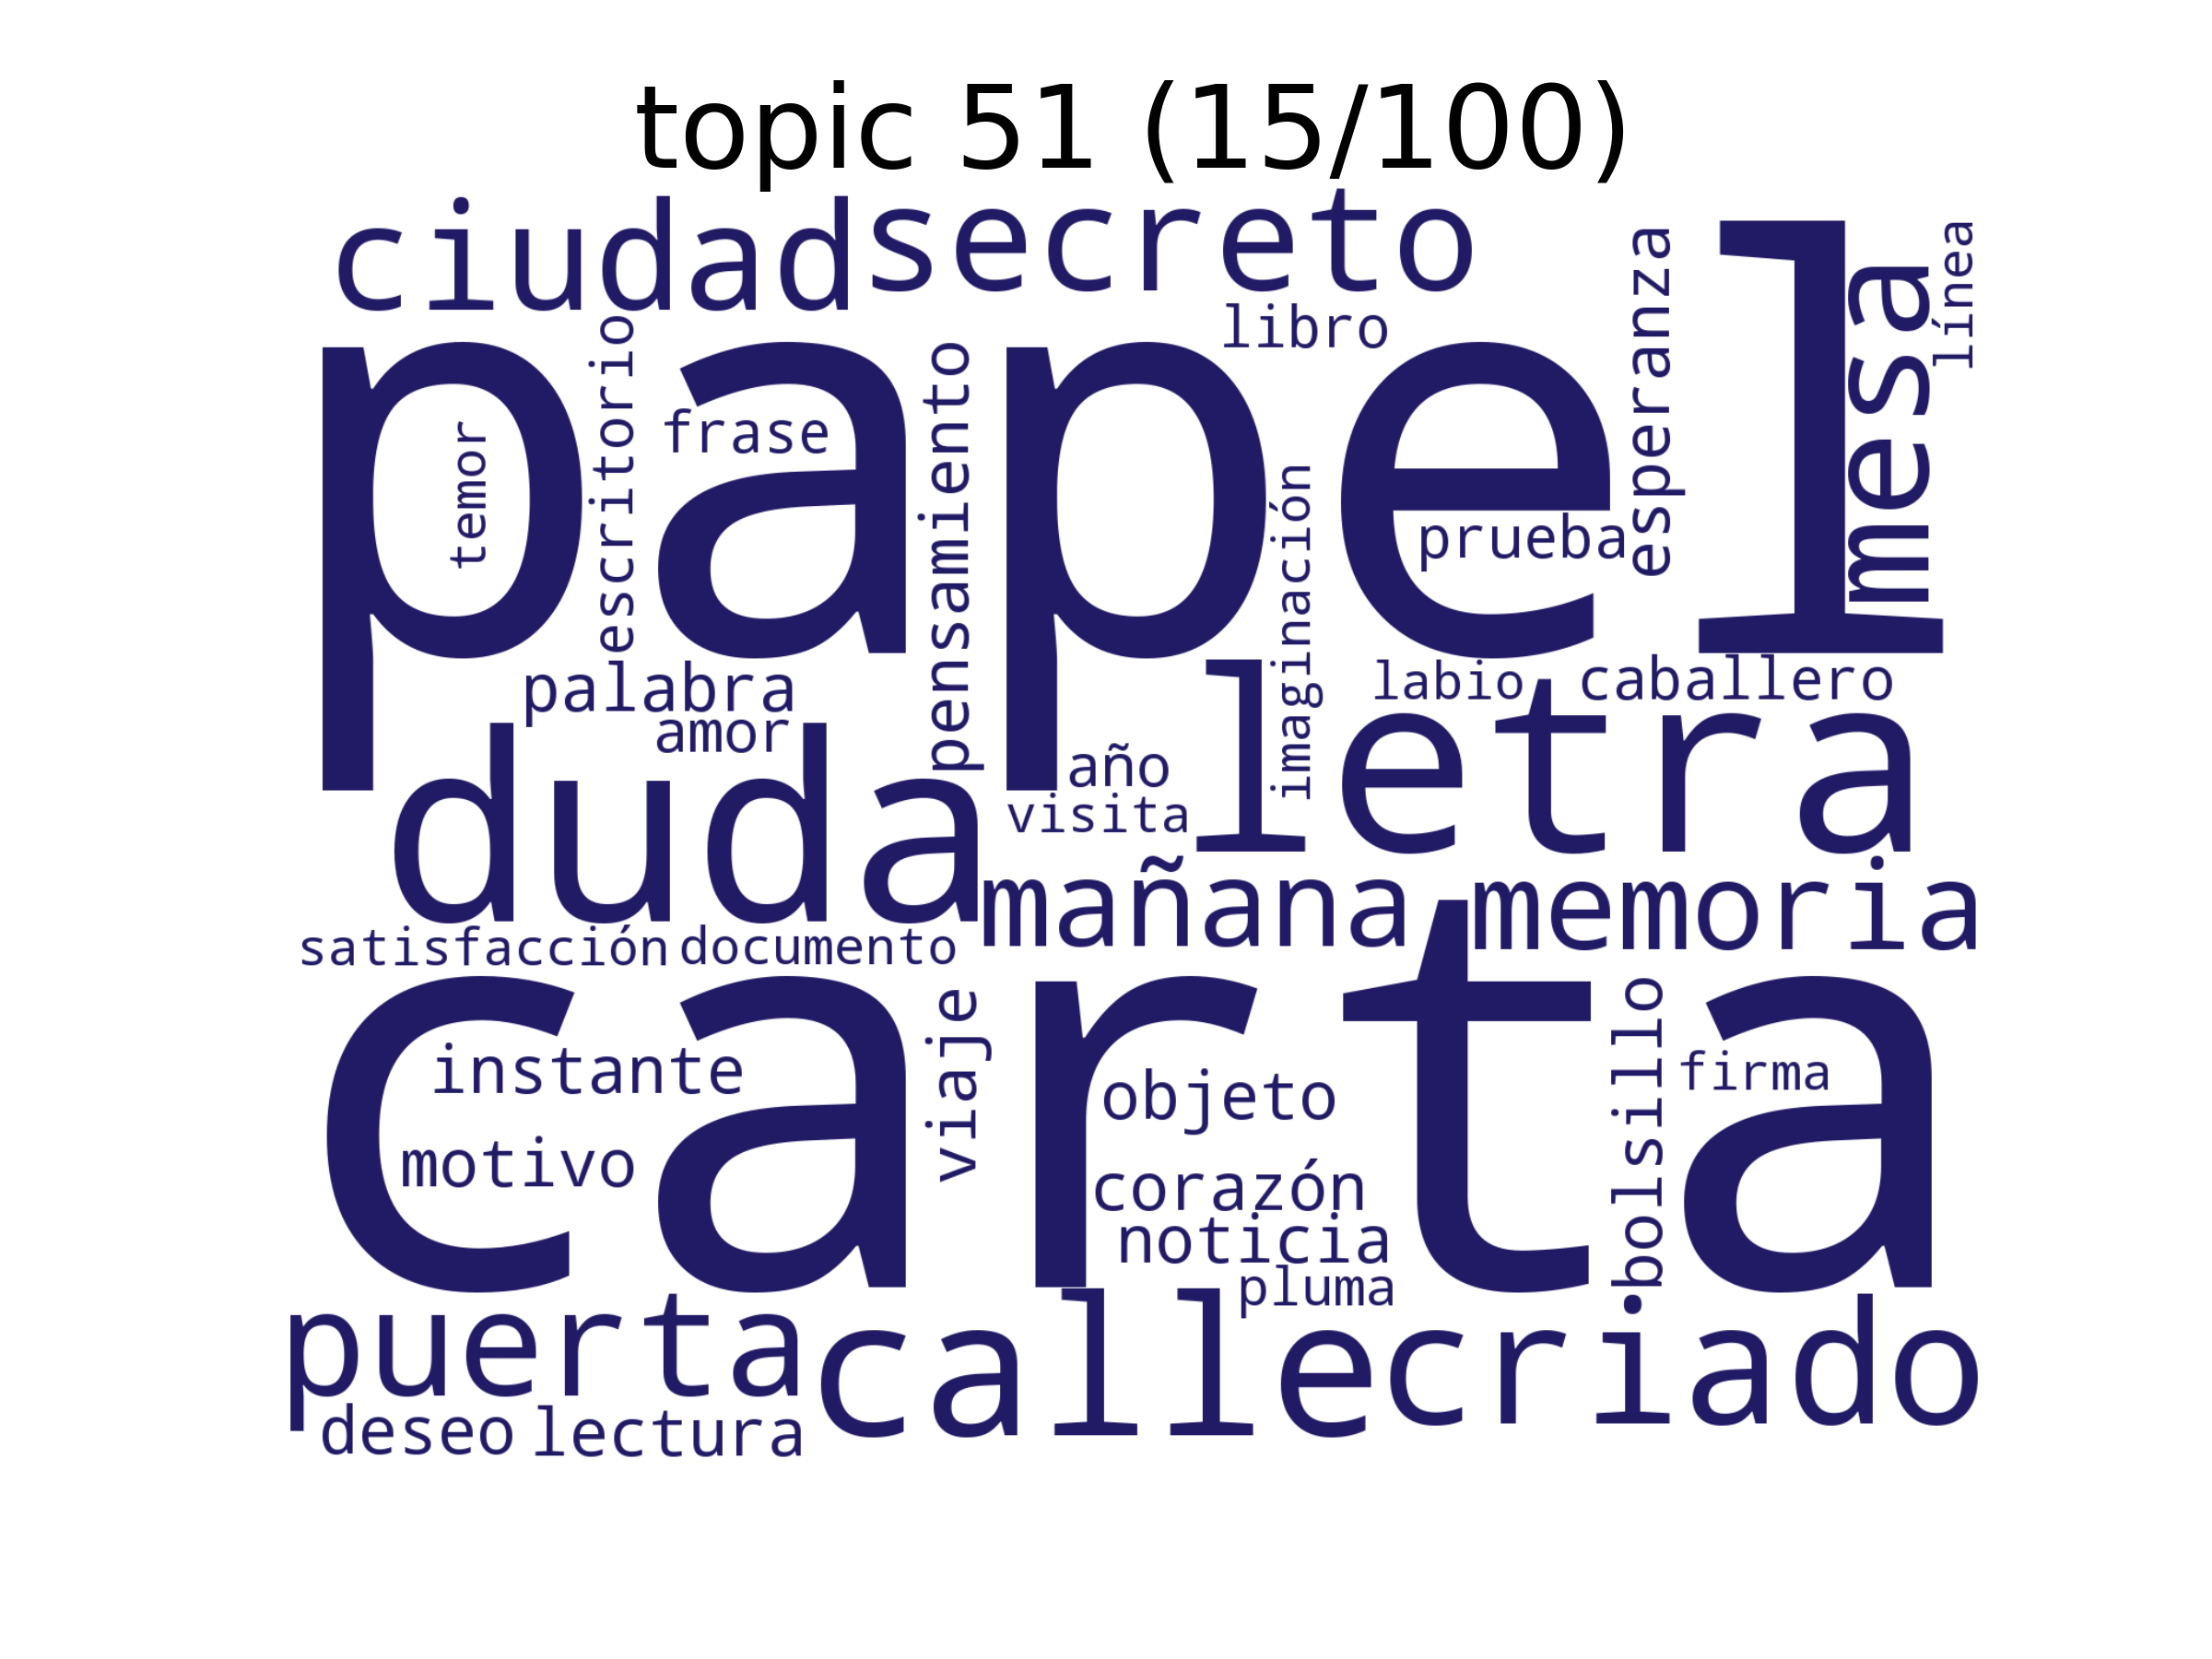 topic 51 (15/100)
ciudad secreto
libro
línea
esperanza
mesa
papel
escritorio
frase
temor
pensamiento
imaginación
prueba
palabra
labio caballero
amor
letra
duda
año
visita
mañana memoria
satisfacción documento
carta
viaje
instante
objeto
firma
bolsillo
motivo
corazón
noticia
pluma
puerta
calle criado
deseo lectura